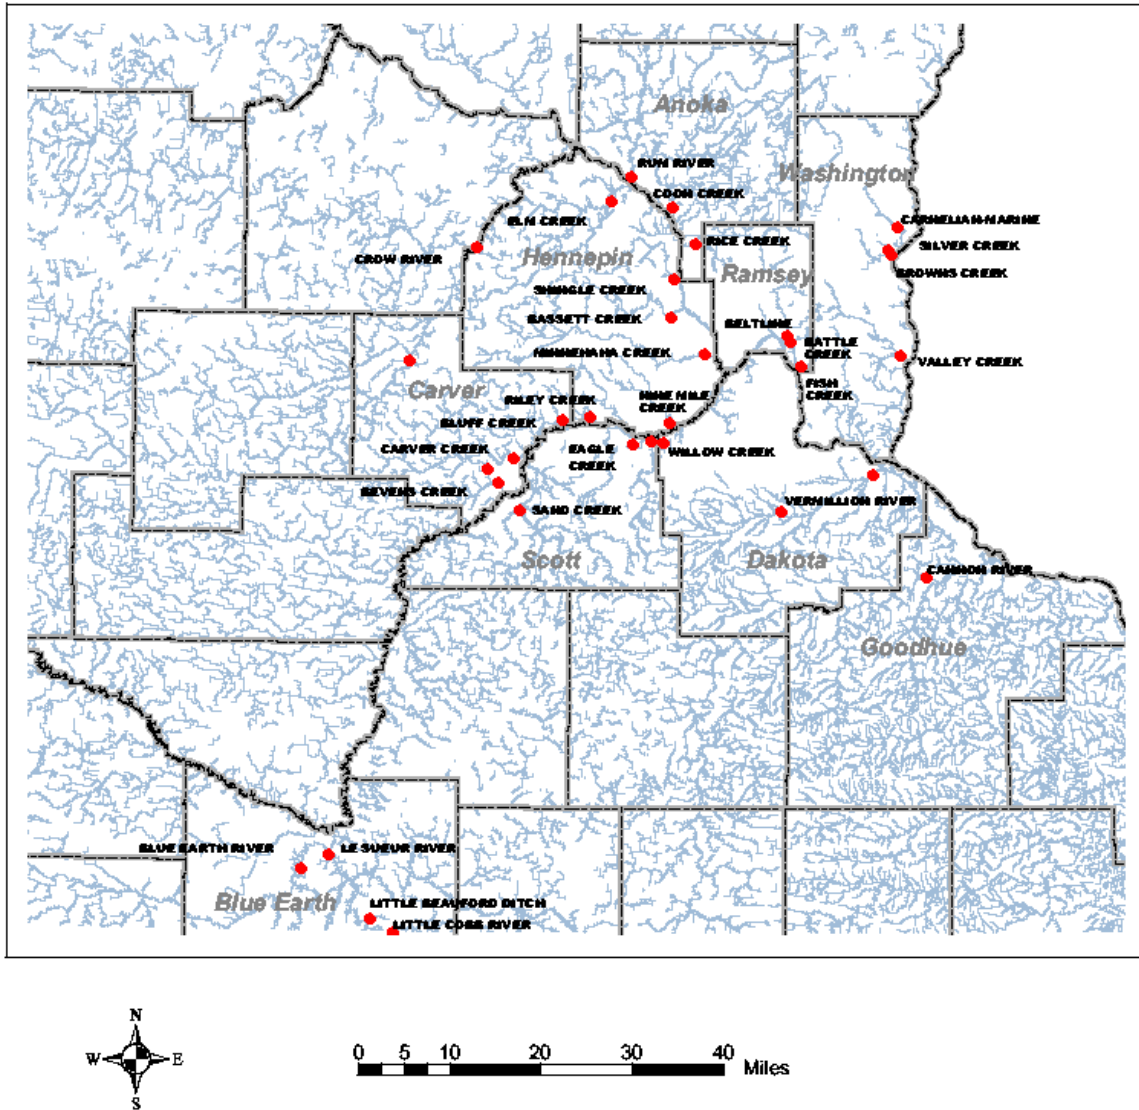 Anoka
RUM RIVER
Washington
COON CREEK
ELM CREEK
CARNELIAN-MARINE
RICE CREEK
SILVER CREEK
CROW RIVER
Hennepin
Ramsey
BROWNS CREEK
SHINGLE CREEK
BASSETT CREEK
BELTLINE
BATTLE
CREEK
MINNEHAHA CREEK
VALLEY CREEK
Carver
FISH
CREEK
RILEY CREEK
NINE MILE
CREEK
BLUFF CREEK
CARVER CREEK
EAGLE
CREEK
WILLOW CREEK
BEVENS CREEK
VERMILLION RIVER
SAND CREEK
Scott
Dakota
CANNON RIVER
Goodhue
BLUE EARTH RIVER
LE SUEUR RIVER
Blue Earth
LITTLE BEAUFORD DITCH
LITTLE COBB RIVER
N
W E
S
0 5 10 20 30 40 Miles